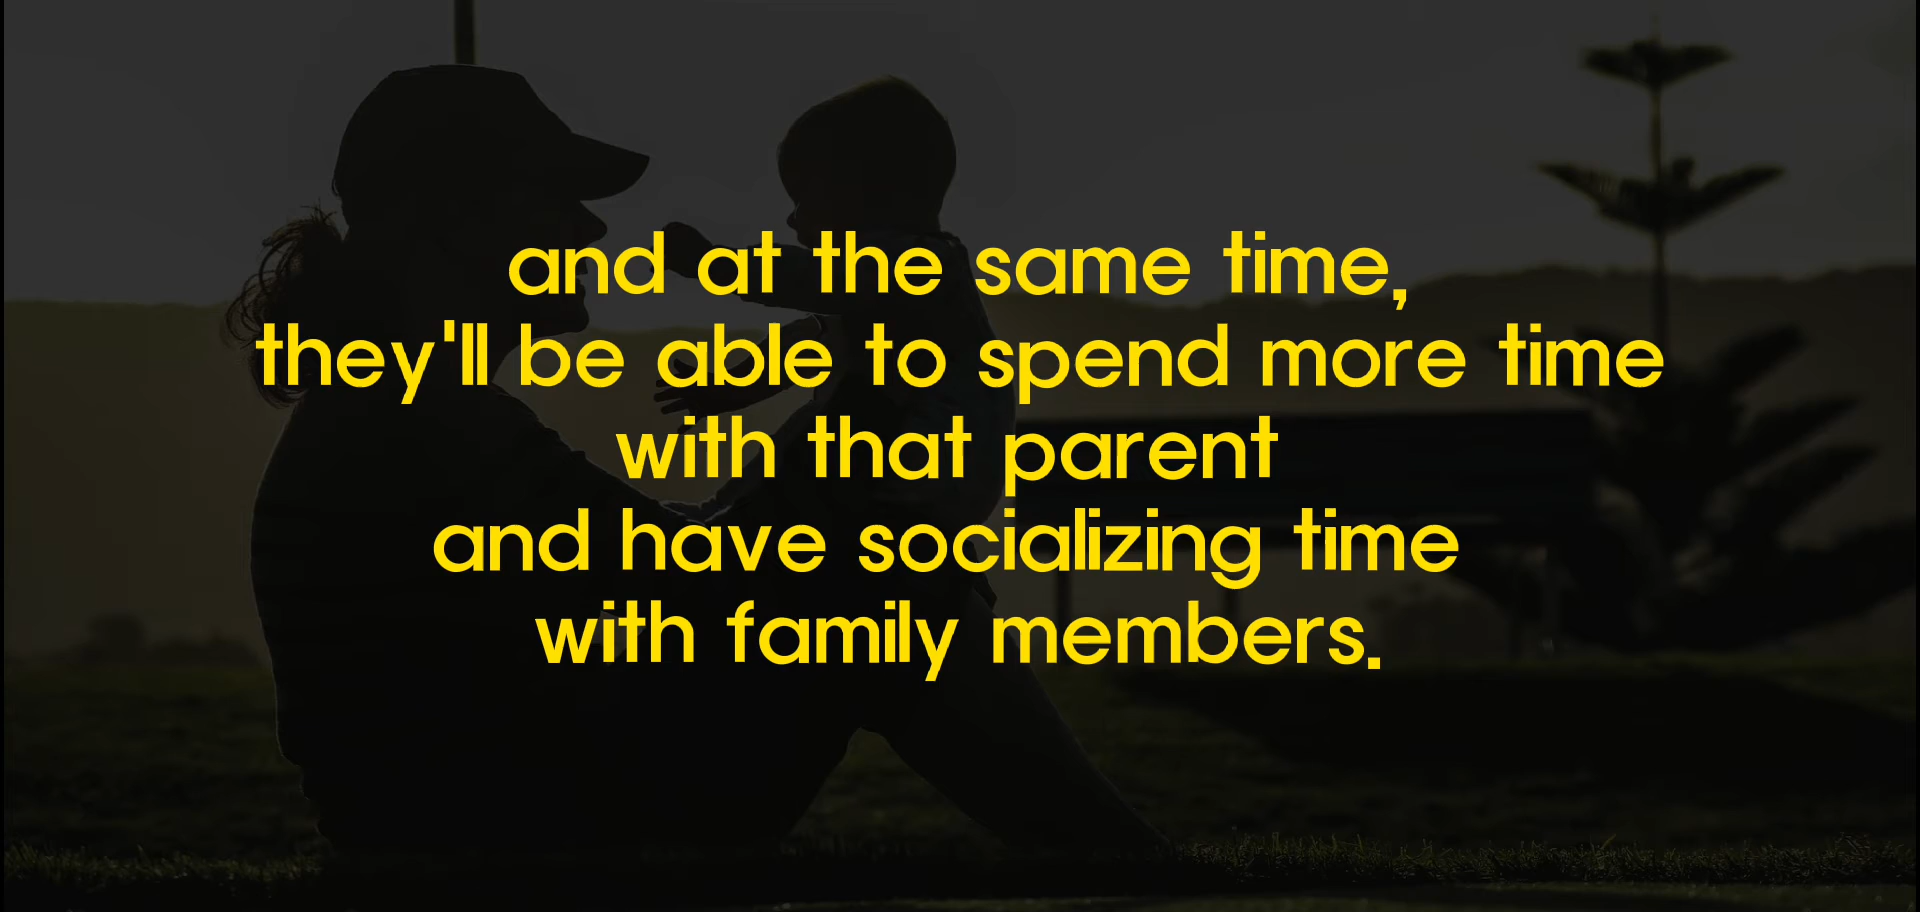 and at the same time,
they'll be able to spend more time
with that parent
and have socializing time
with family members.